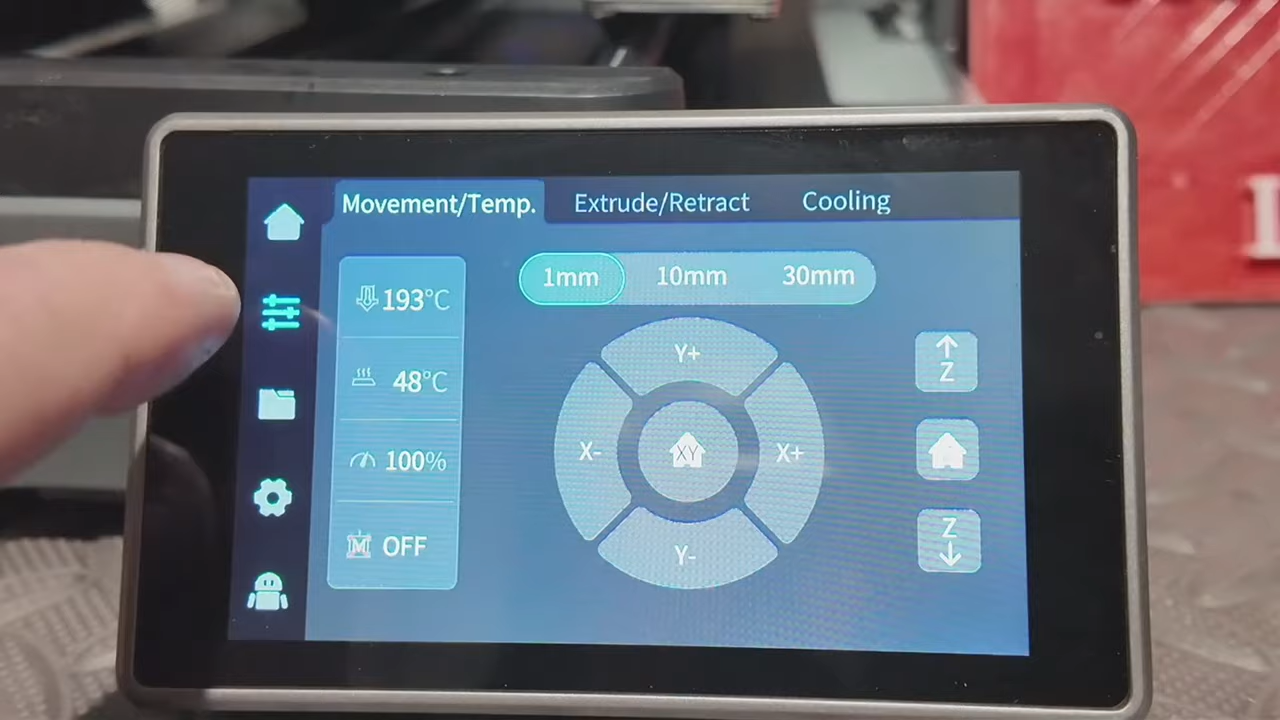 Movement/Temp. Extrude/Retract Cooling
193°C
48°C
100%
OFF
1mm 10mm 30mm
Y+
X-
XY
X+
Y-
Z
Z